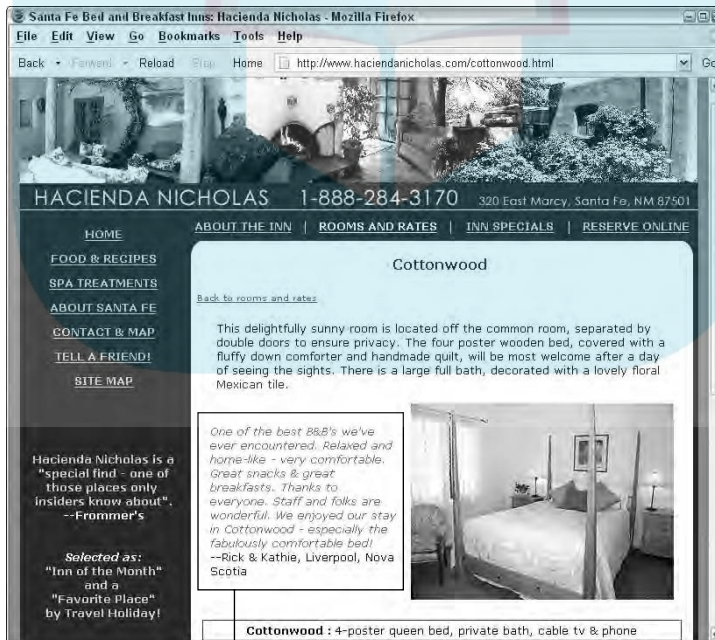 Santa Fe Bed and Breakfast Inns: Hacienda Nicholas - Mozilla Firefox
File Edit View Go Bookmarks Tools Help
Back Forward Reload Stop Home http://www.haciendanicholas.com/cottonwood.html Go
HACIENDA NICHOLAS 1-888-284-3170 320 East Marcy, Santa Fe, NM 87501
ABOUT THE INN | ROOMS AND RATES | INN SPECIALS | RESERVE ONLINE
HOME
FOOD & RECIPES
SPA TREATMENTS
ABOUT SANTA FE
CONTACT & MAP
TELL A FRIEND!
SITE MAP
Hacienda Nicholas is a
"special find - one of
those places only
insiders know about".
--Frommer's
Selected as:
"Inn of the Month"
and a
"Favorite Place"
by Travel Holiday!
Cottonwood
Back to rooms and rates
This delightfully sunny room is located off the common room, separated by
double doors to ensure privacy. The four poster wooden bed, covered with a
fluffy down comforter and handmade quilt, will be most welcome after a day
of seeing the sights. There is a large full bath, decorated with a lovely floral
Mexican tile.
One of the best B&B's we've
ever encountered. Relaxed and
home-like - very comfortable.
Great snacks & great
breakfasts. Thanks to
everyone. Staff and folks are
wonderful. We enjoyed our stay
in Cottonwood - especially the
fabulously comfortable bed!
--Rick & Kathie, Liverpool, Nova
Scotia
Cottonwood : 4-poster queen bed, private bath, cable tv & phone